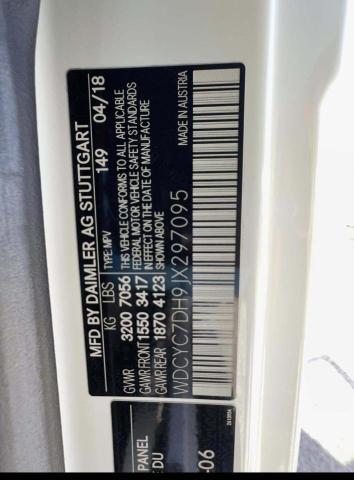 MFD BY DAIMLER AG STUTTGART
KG LBS TYPE: MPV 149 04/18
GVWR 3200 7056 THIS VEHICLE CONFORMS TO ALL APPLICABLE
GAWR FRONT 1550 3417 FEDERAL MOTOR VEHICLE SAFETY STANDARDS
IN EFFECT ON THE DATE OF MANUFACTURE
GAWR REAR 1870 4123 SHOWN ABOVE
MADE IN AUSTRIA
WDCYC7DH9JX297095
PANEL
E DU
-06